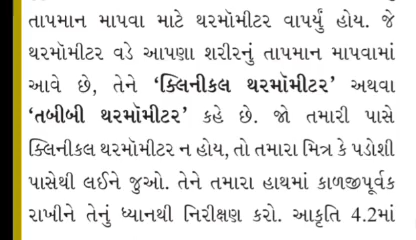 તાપમાન માપવા માટે થરમૉમીટર વાપર્યું હોય. જે
થરમૉમીટર વડે આપણા શરીરનું તાપમાન માપવામાં
આવે છે, તેને ‘ક્લિનીકલ થરમૉમીટર’ અથવા
‘તબીબી થરમૉમીટર’ કહે છે. જો તમારી પાસે
ક્લિનીકલ થરમૉમીટર ન હોય, તો તમારા મિત્ર કે પડોશી
પાસેથી લઈને જુઓ. તેને તમારા હાથમાં કાળજીપૂર્વક
રાખીને તેનું ધ્યાનથી નિરીક્ષણ કરો. આકૃતિ 4.2માં